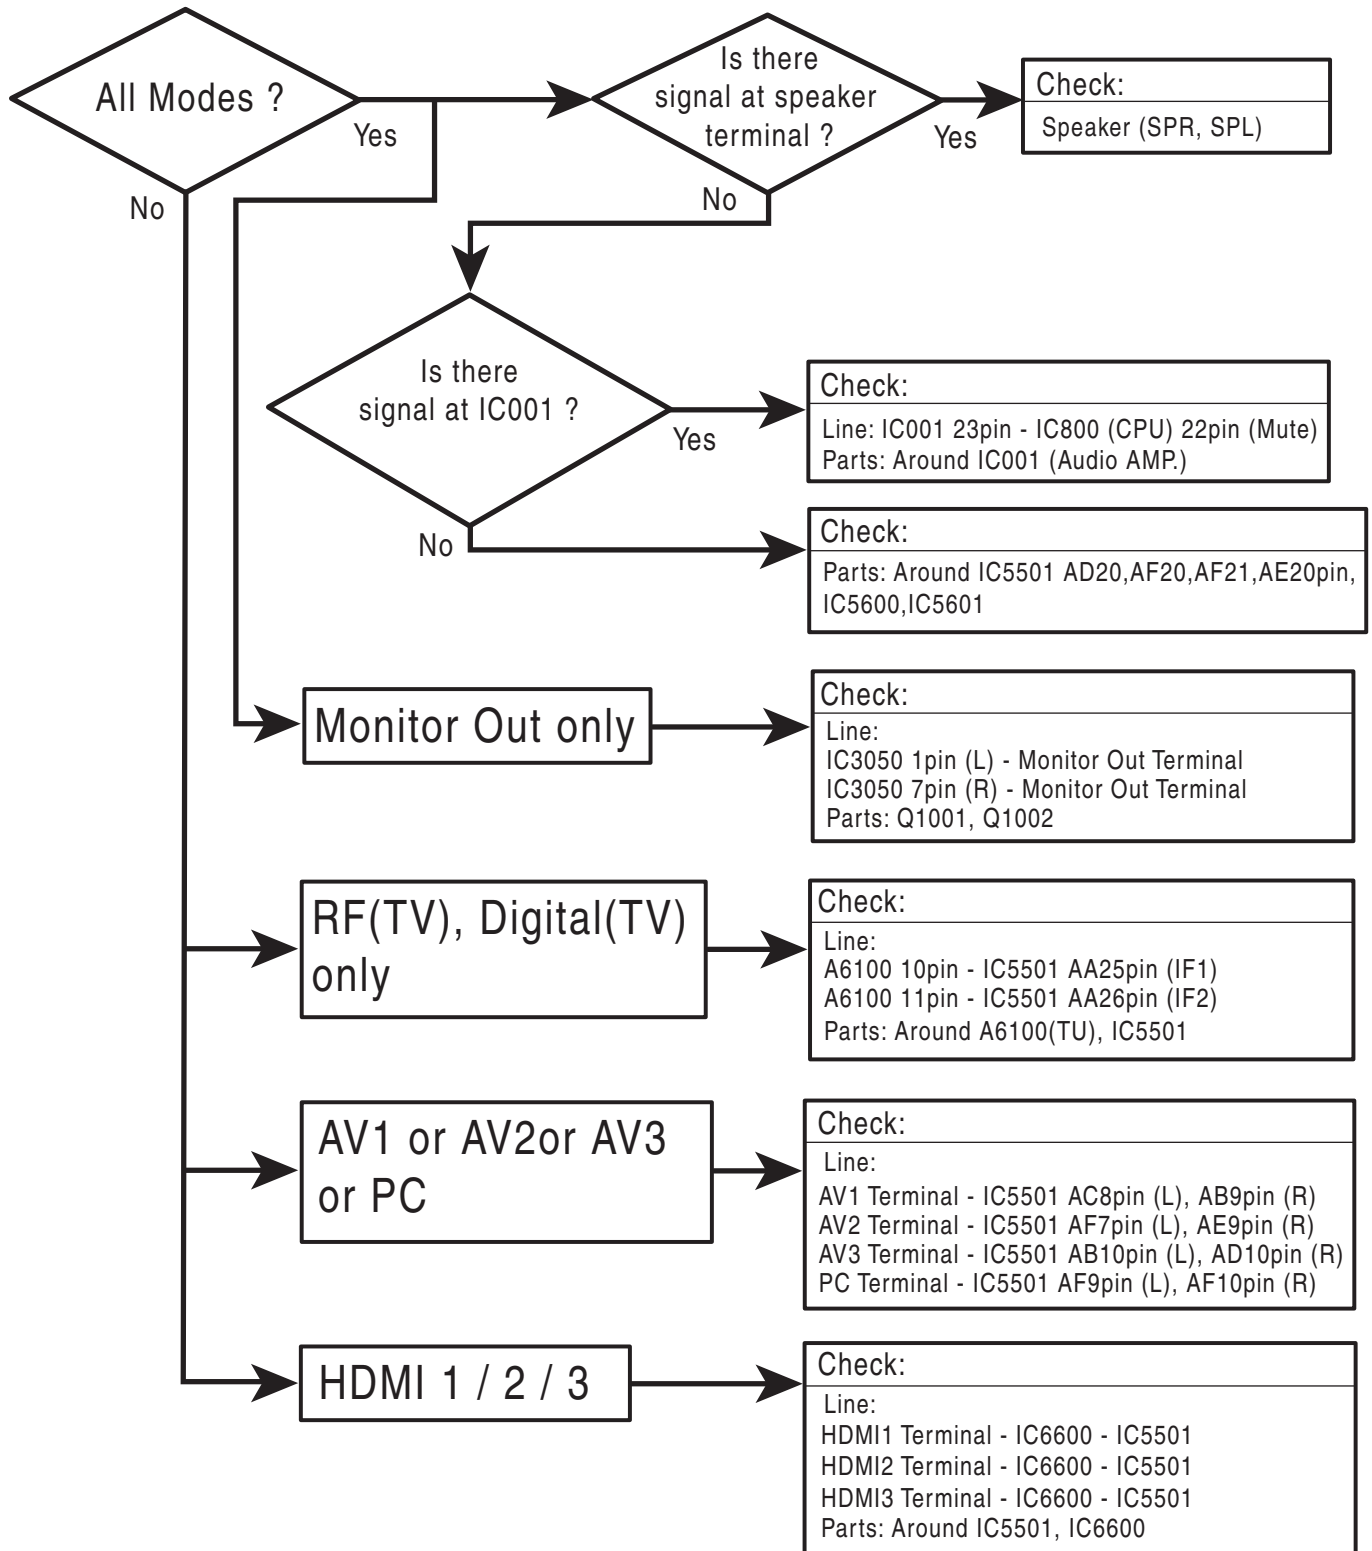 All Modes ?
Yes
No
Is there
signal at speaker
terminal ?
Yes
No
Check:
Speaker (SPR, SPL)
Is there
signal at IC001 ?
Yes
No
Check:
Line: IC001 23pin - IC800 (CPU) 22pin (Mute)
Parts: Around IC001 (Audio AMP.)
Check:
Parts: Around IC5501 AD20,AF20,AF21,AE20pin,
IC5600,IC5601
Monitor Out only
Check:
Line:
IC3050 1pin (L) - Monitor Out Terminal
IC3050 7pin (R) - Monitor Out Terminal
Parts: Q1001, Q1002
RF(TV), Digital(TV)
only
Check:
Line:
A6100 10pin - IC5501 AA25pin (IF1)
A6100 11pin - IC5501 AA26pin (IF2)
Parts: Around A6100(TU), IC5501
AV1 or AV2or AV3
or PC
Check:
Line:
AV1 Terminal - IC5501 AC8pin (L), AB9pin (R)
AV2 Terminal - IC5501 AF7pin (L), AE9pin (R)
AV3 Terminal - IC5501 AB10pin (L), AD10pin (R)
PC Terminal - IC5501 AF9pin (L), AF10pin (R)
HDMI 1 / 2 / 3
Check:
Line:
HDMI1 Terminal - IC6600 - IC5501
HDMI2 Terminal - IC6600 - IC5501
HDMI3 Terminal - IC6600 - IC5501
Parts: Around IC5501, IC6600